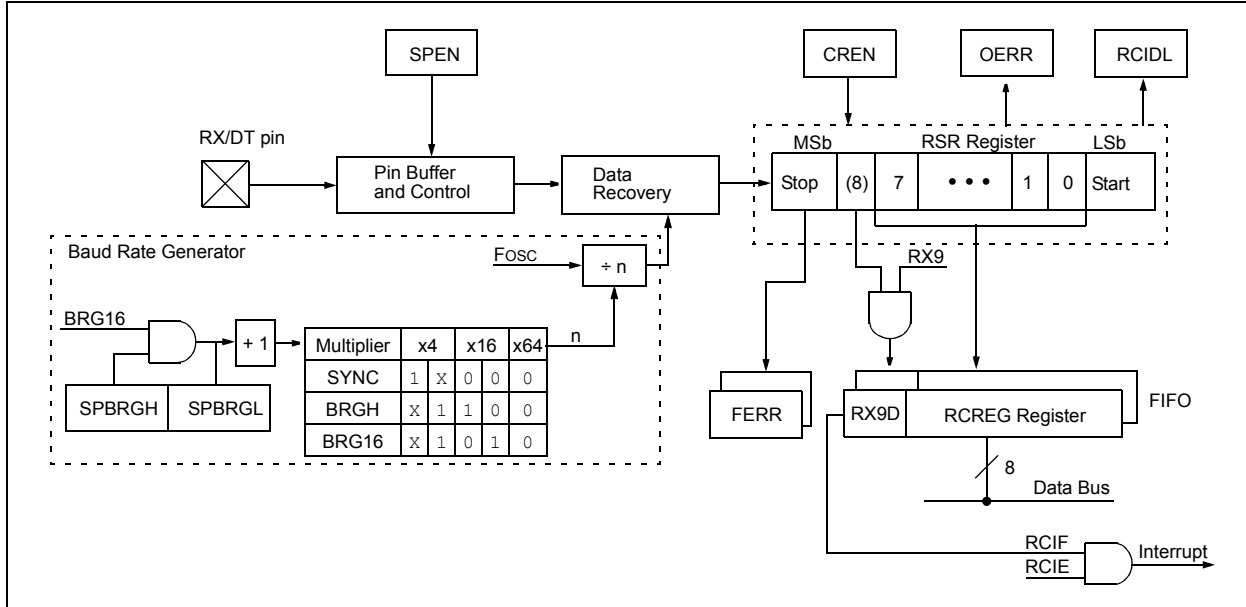 SPEN
CREN
OERR
RCIDL
RX/DT pin
Pin Buffer
and Control
Data
Recovery
MSb
RSR Register
LSb
Stop
(8)
7
• • •
1
0
Start
Baud Rate Generator
FOSC
÷ n
RX9
BRG16
+ 1
n
Multiplier x4 x16 x64
SYNC 1 X 0 0 0
BRGH X 1 1 0 0
BRG16 X 1 0 1 0
SPBRGH
SPBRGL
FERR
RX9D
RCREG Register
FIFO
8
Data Bus
RCIF
RCIE
Interrupt